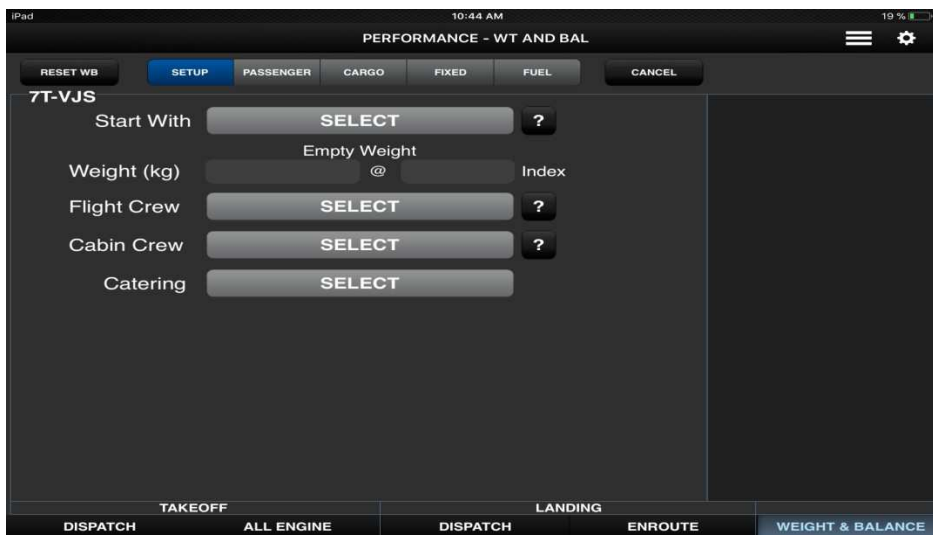 iPad 10:44 AM 19 %
PERFORMANCE - WT AND BAL
RESET WB SETUP PASSENGER CARGO FIXED FUEL CANCEL
7T-VJS
Start With SELECT ?
Empty Weight
Weight (kg) @ Index
Flight Crew SELECT ?
Cabin Crew SELECT ?
Catering SELECT
TAKEOFF LANDING
DISPATCH ALL ENGINE DISPATCH ENROUTE WEIGHT & BALANCE